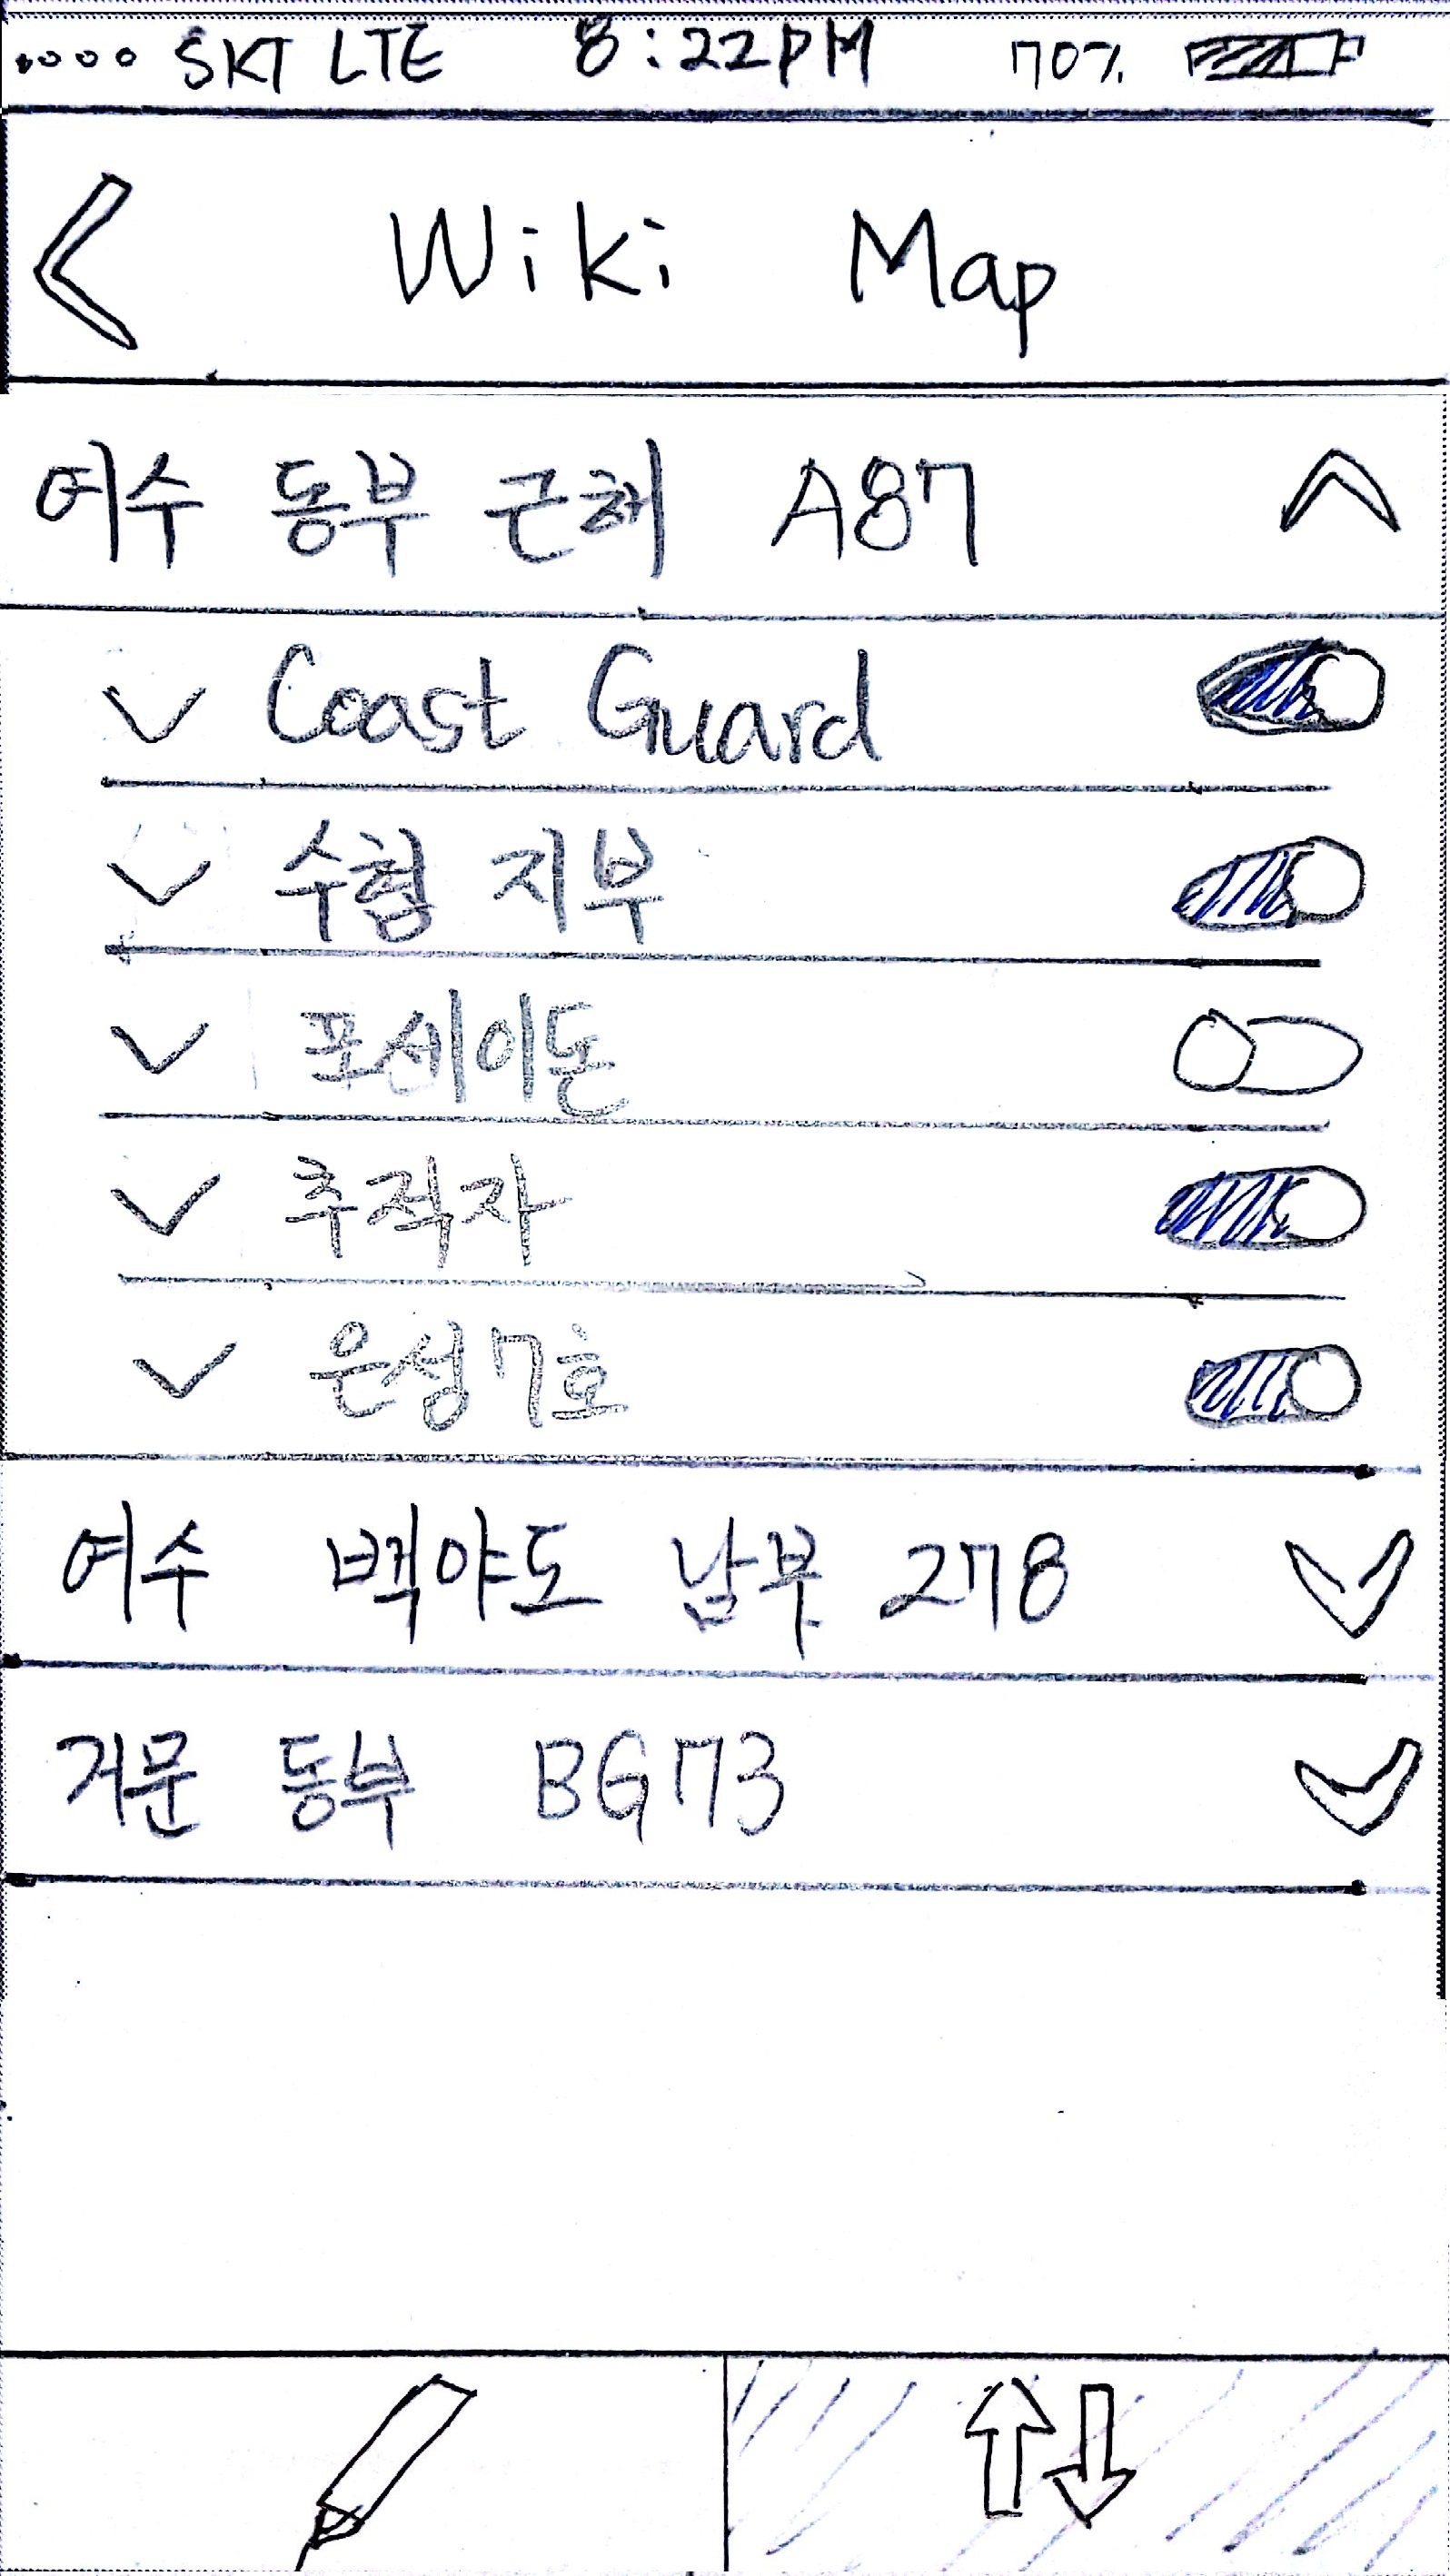 SKT LTE 8:22PM 70%
Wiki Map
여수 동부 근해 A87
Coast Guard
수협 지부
포세이돈
추적자
은성7호
여수 백야도 남부 278
거문 동부 BG73